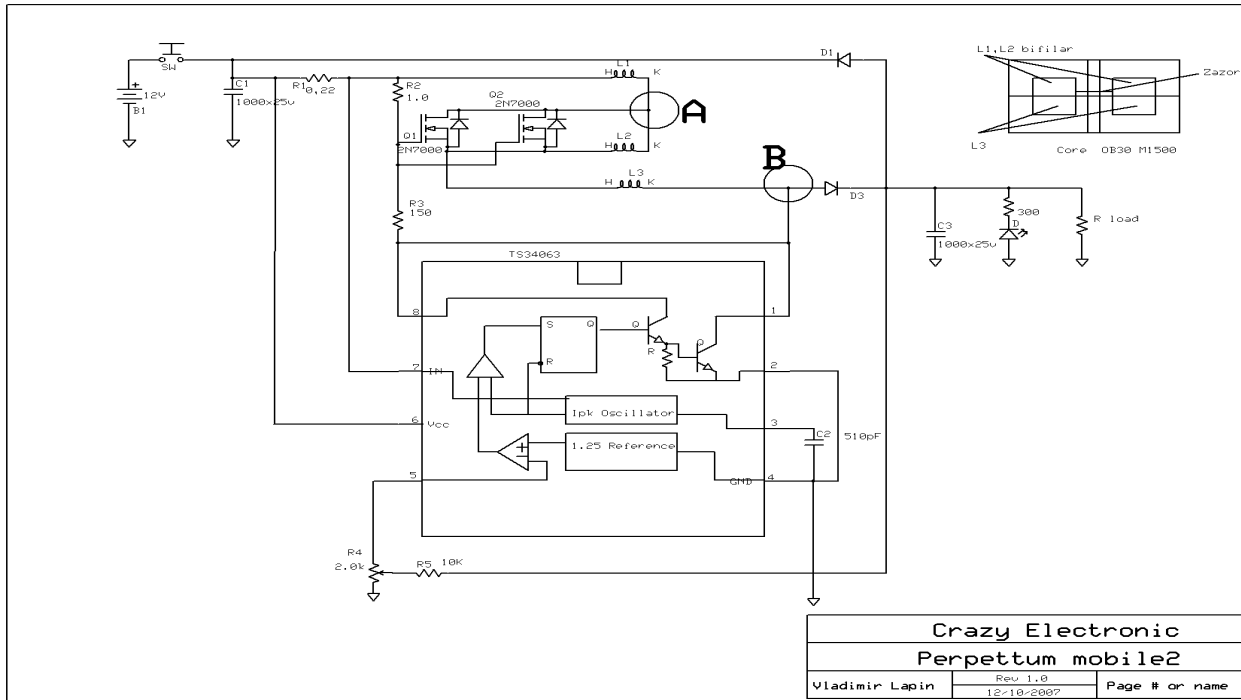 SW
12V
B1
C1
1000x25v
R1
0,22
R2
1.0
L1
H K
Q2
2N7000
Q1
2N7000
A
L2
H K
B
L3
H K
D1
D3
R3
150
C3
1000x25v
300
D
R load
L1,L2 bifilar
Zazor
L3
Core OB30 M1500
TS34063
8
1
S Q
Q
Q
R
R
7
IN
2
Ipk Oscillator
3
6
Vcc
C2
510pF
1.25 Reference
5
GND
4
R4
2.0k
R5 10K
Crazy Electronic
Perpettum mobile2
Vladimir Lapin
Rev 1.0
12/10/2007
Page # or name